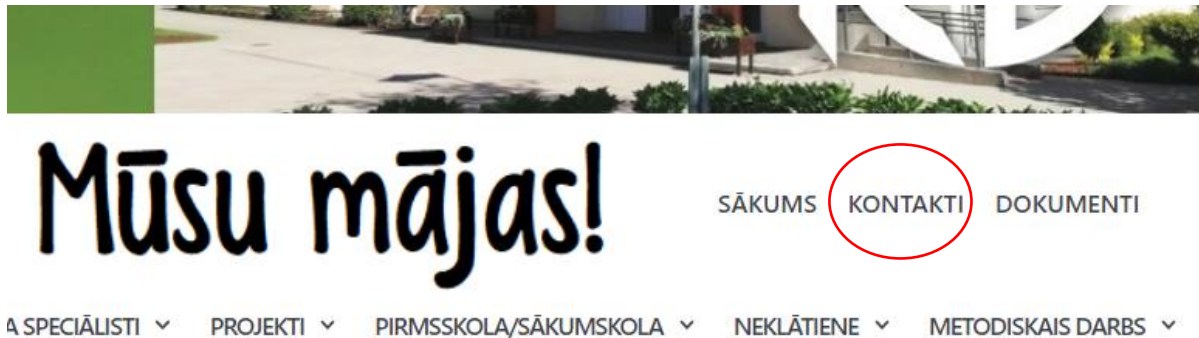 Mūsu mājas!
SĀKUMS KONTAKTI DOKUMENTI
A SPECIĀLISTI PROJEKTI PIRMSSKOLA/SĀKUMSKOLA NEKLĀTIENE METODISKAIS DARBS